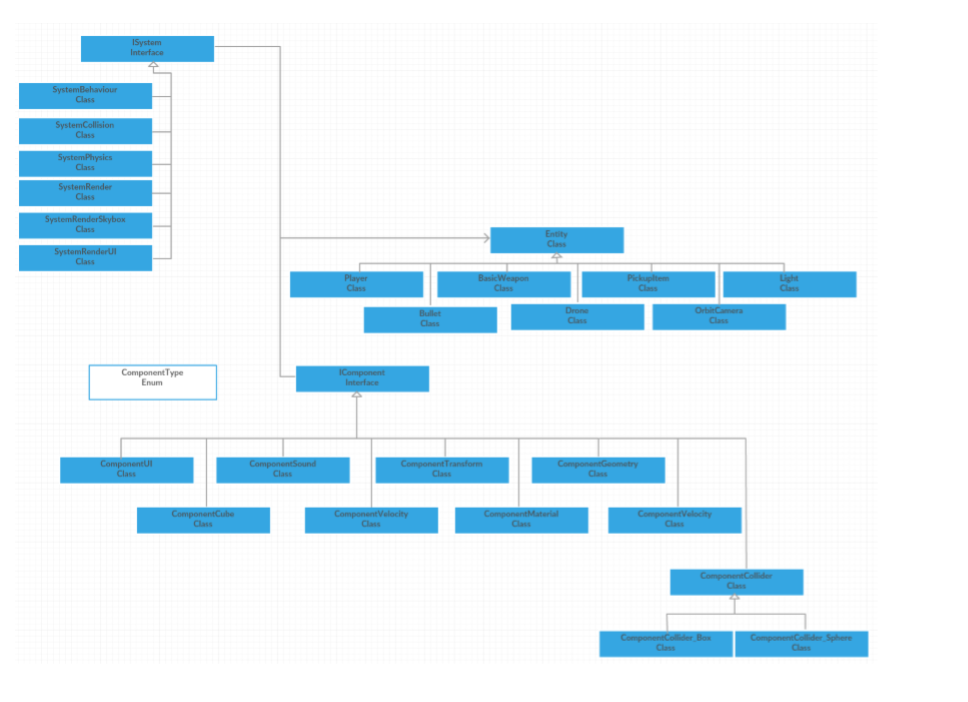 ISystem
Interface
SystemBehaviour
Class
SystemCollision
Class
SystemPhysics
Class
SystemRender
Class
SystemRenderSkybox
Class
SystemRenderUI
Class
Entity
Class
Player
Class
BasicWeapon
Class
PickupItem
Class
Light
Class
Bullet
Class
Drone
Class
OrbitCamera
Class
ComponentType
Enum
IComponent
Interface
ComponentUI
Class
ComponentSound
Class
ComponentTransform
Class
ComponentGeometry
Class
ComponentCube
Class
ComponentVelocity
Class
ComponentMaterial
Class
ComponentVelocity
Class
ComponentCollider
Class
ComponentCollider_Box
Class
ComponentCollider_Sphere
Class